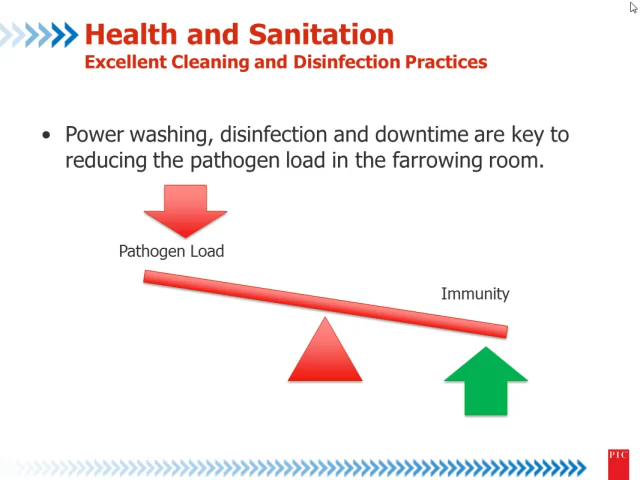 Health and Sanitation
Excellent Cleaning and Disinfection Practices
• Power washing, disinfection and downtime are key to
reducing the pathogen load in the farrowing room.
Pathogen Load
Immunity
PIC